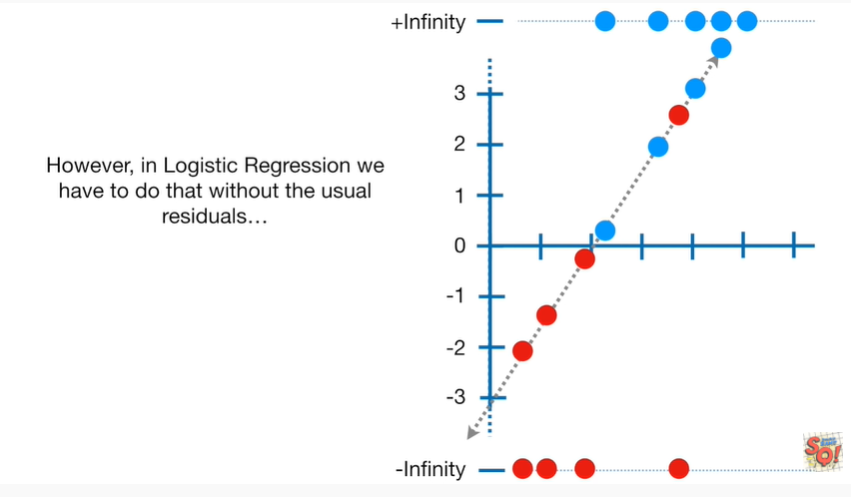 +Infinity
3
2
However, in Logistic Regression we
have to do that without the usual
residuals…
1
0
-1
-2
-3
-Infinity
SQ!